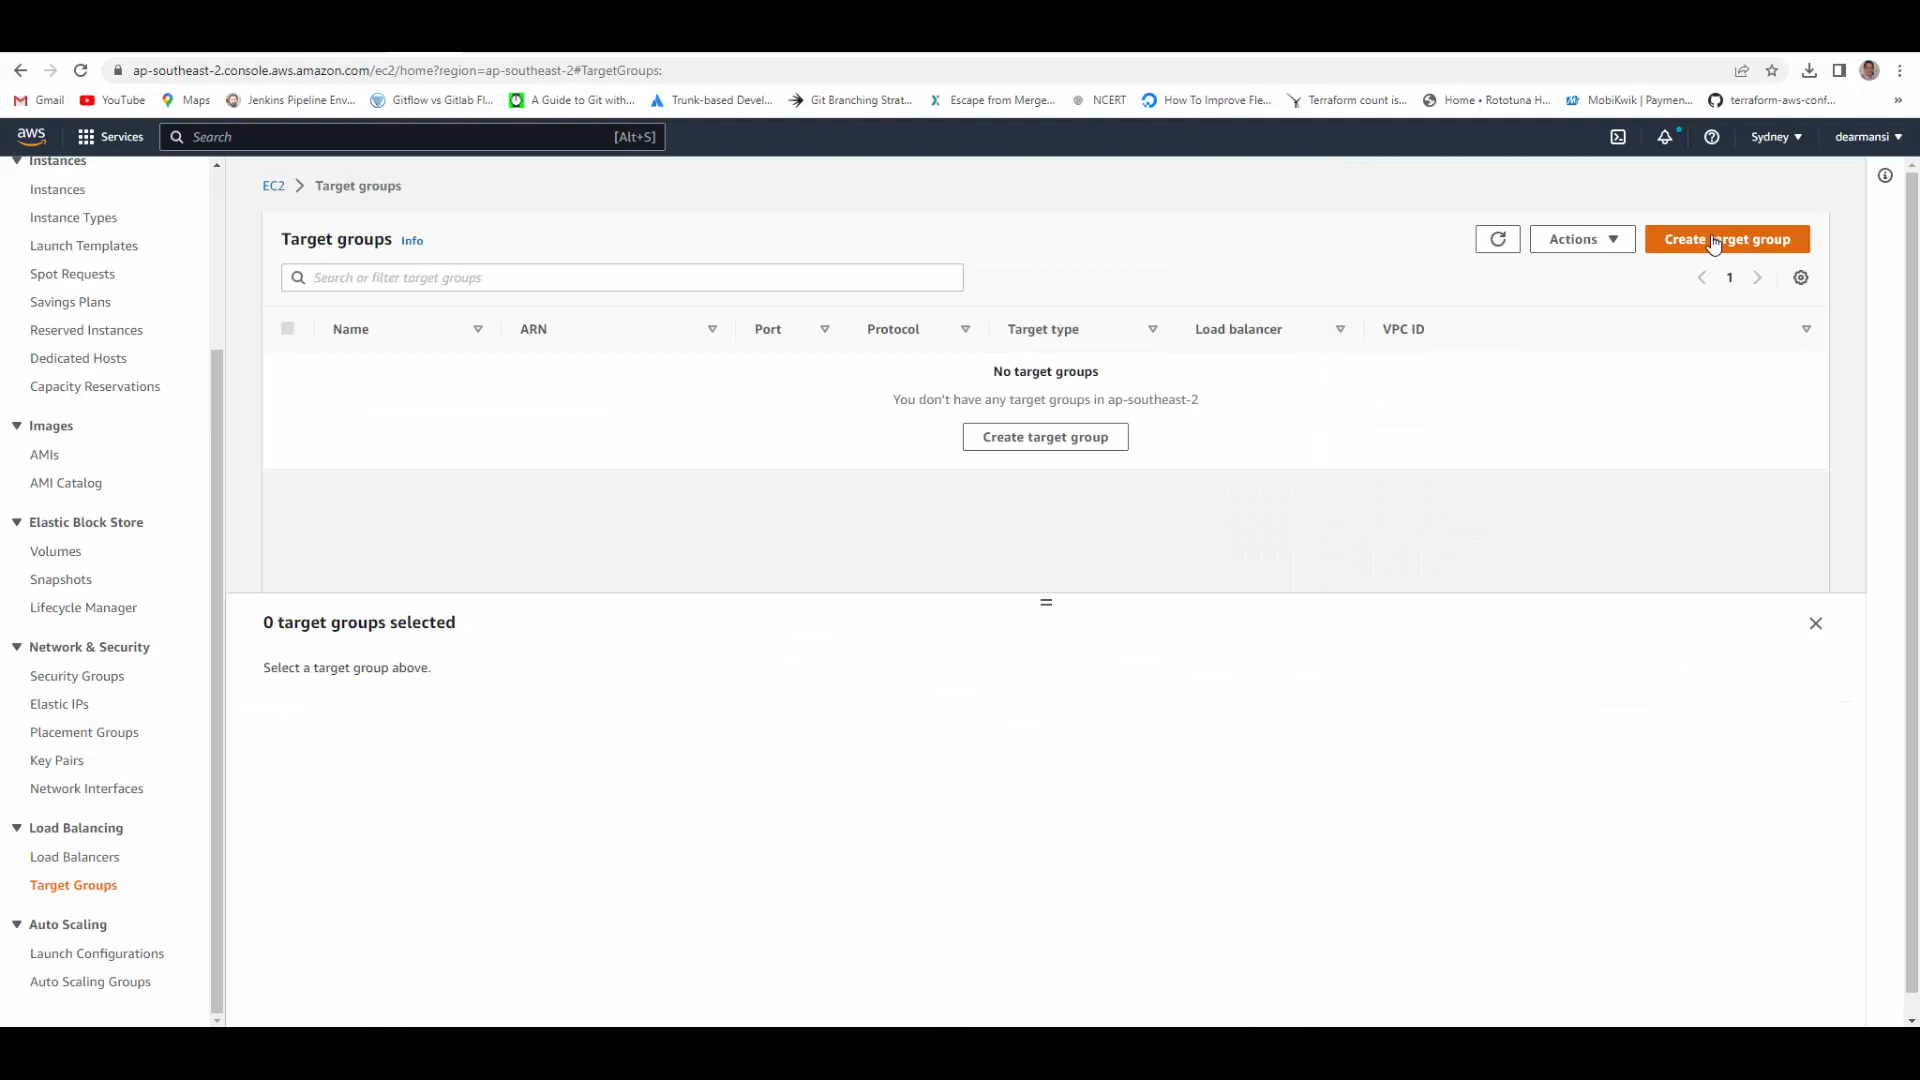 ap-southeast-2.console.aws.amazon.com/ec2/home?region=ap-southeast-2#TargetGroups:
Gmail YouTube Maps Jenkins Pipeline Env... Gitflow vs Gitlab Fl... A Guide to Git with... Trunk-based Devel... Git Branching Strat... Escape from Merge... NCERT How To Improve Fle... Terraform count is... Home • Rototuna H... MobiKwik | Paymen... terraform-aws-conf... »
aws Services Search [Alt+S] Sydney dearmansi
Instances
Instances
Instance Types
Launch Templates
Spot Requests
Savings Plans
Reserved Instances
Dedicated Hosts
Capacity Reservations
Images
AMIs
AMI Catalog
Elastic Block Store
Volumes
Snapshots
Lifecycle Manager
Network & Security
Security Groups
Elastic IPs
Placement Groups
Key Pairs
Network Interfaces
Load Balancing
Load Balancers
Target Groups
Auto Scaling
Launch Configurations
Auto Scaling Groups
EC2 > Target groups
Target groups Info
Actions
Create target group
Search or filter target groups
1
Name ARN Port Protocol Target type Load balancer VPC ID
No target groups
You don't have any target groups in ap-southeast-2
Create target group
0 target groups selected
Select a target group above.